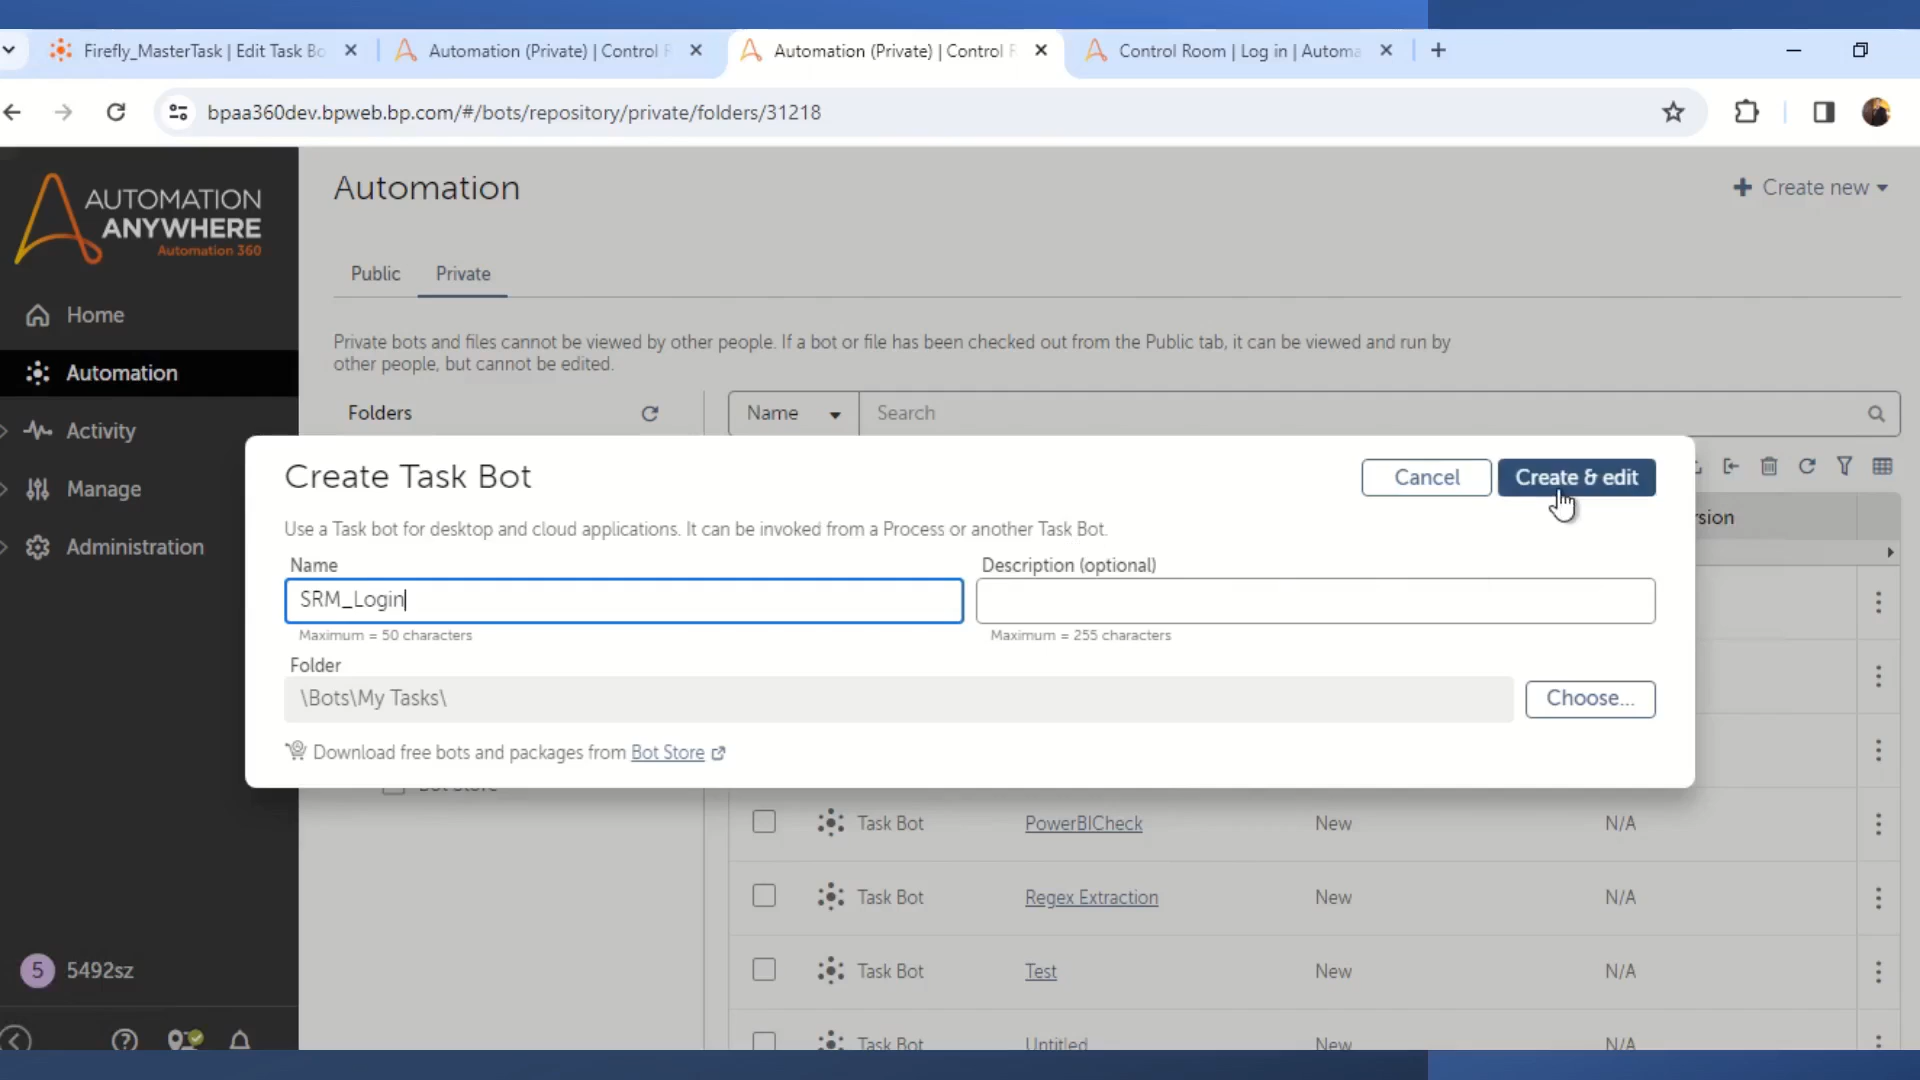 Firefly_MasterTask | Edit Task Bo
Automation (Private) | Control R
Automation (Private) | Control R
Control Room | Log in | Automa
bpaa360dev.bpweb.bp.com/#/bots/repository/private/folders/31218
AUTOMATION
ANYWHERE
Automation 360
Home
Automation
Activity
Manage
Administration
5 5492sz
Automation
Create new
Public Private
Private bots and files cannot be viewed by other people. If a bot or file has been checked out from the Public tab, it can be viewed and run by
other people, but cannot be edited.
Folders
Name Search
Create Task Bot
Cancel
Create & edit
Use a Task bot for desktop and cloud applications. It can be invoked from a Process or another Task Bot.
Name
SRM_Login
Maximum = 50 characters
Description (optional)
Maximum = 255 characters
Folder
\Bots\My Tasks\
Choose...
Download free bots and packages from Bot Store
rsion
Bot Store
Task Bot PowerBICheck New N/A
Task Bot Regex Extraction New N/A
Task Bot Test New N/A
Task Bot Untitled New N/A